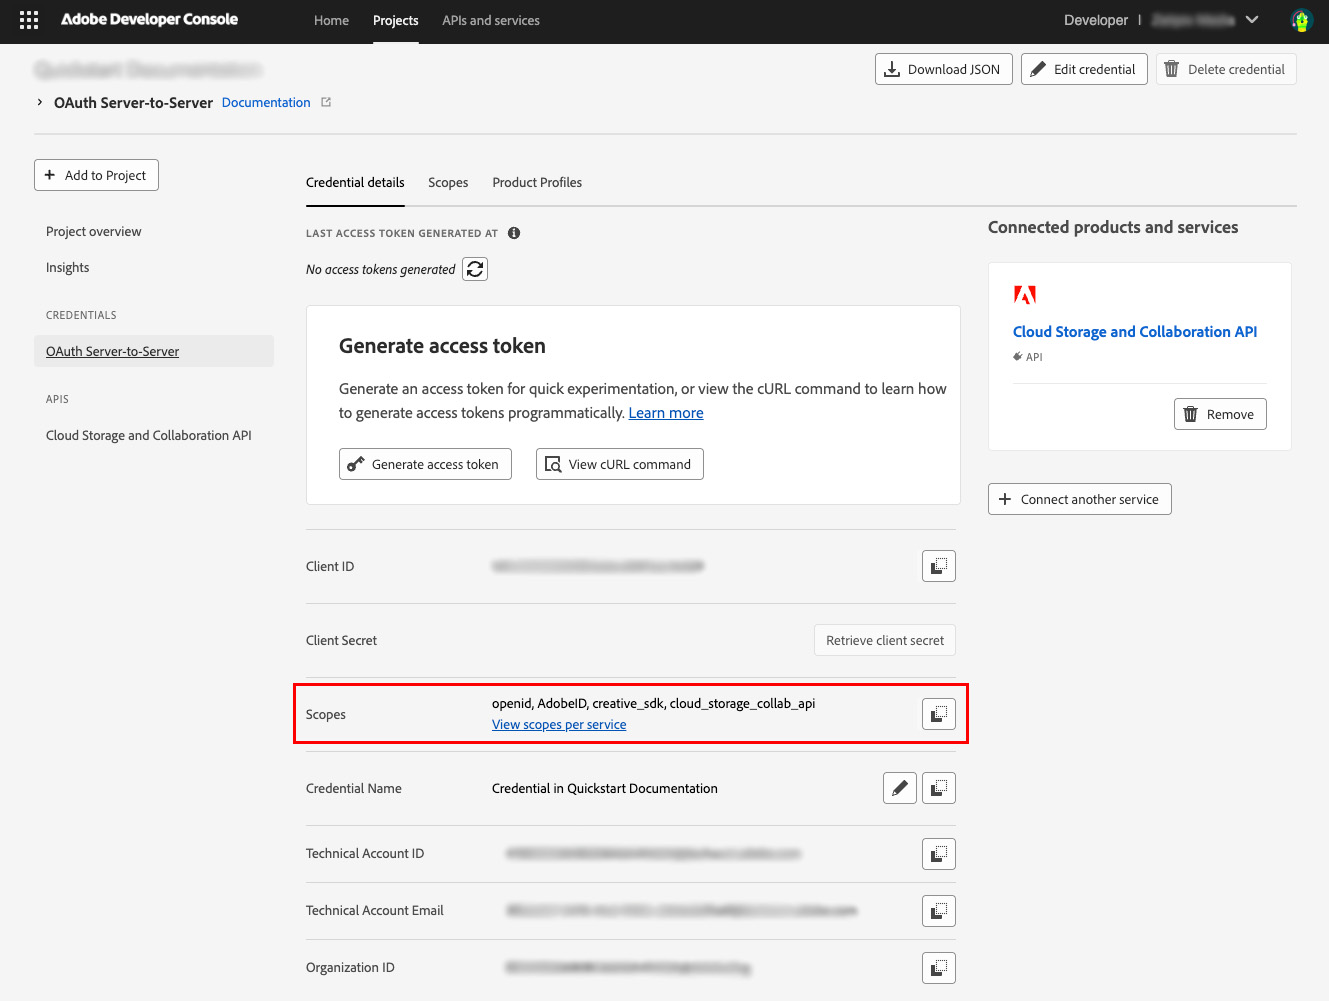 Adobe Developer Console
Home
Projects
APIs and services
Developer |
Download JSON
Edit credential
Delete credential
OAuth Server-to-Server
Documentation
Add to Project
Project overview
Insights
CREDENTIALS
OAuth Server-to-Server
APIS
Cloud Storage and Collaboration API
Credential details
Scopes
Product Profiles
LAST ACCESS TOKEN GENERATED AT
No access tokens generated
Generate access token
Generate an access token for quick experimentation, or view the cURL command to learn how
to generate access tokens programmatically. Learn more
Generate access token
View cURL command
Client ID
Client Secret
Retrieve client secret
Scopes
openid, AdobeID, creative_sdk, cloud_storage_collab_api
View scopes per service
Credential Name
Credential in Quickstart Documentation
Technical Account ID
Technical Account Email
Organization ID
Connected products and services
Cloud Storage and Collaboration API
API
Remove
Connect another service